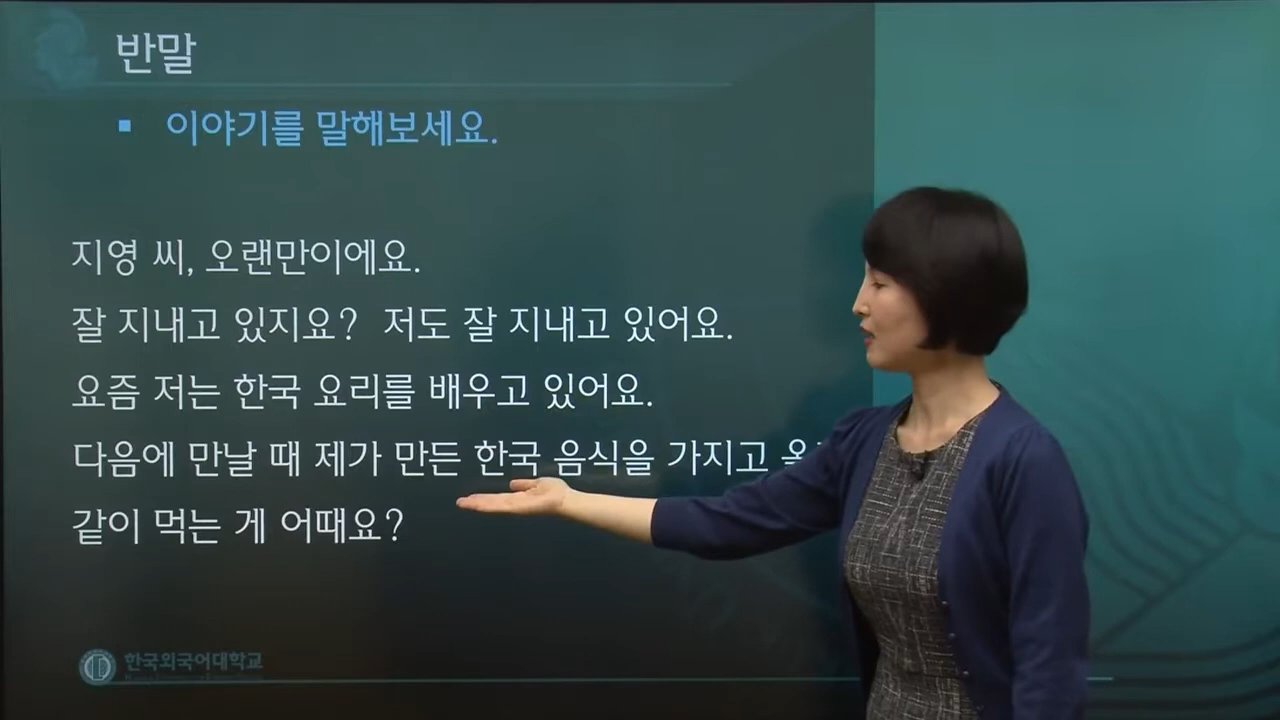 반말
이야기를 말해보세요.
지영 씨, 오랜만이에요.
잘 지내고 있지요? 저도 잘 지내고 있어요.
요즘 저는 한국 요리를 배우고 있어요.
다음에 만날 때 제가 만든 한국 음식을 가지고
같이 먹는 게 어때요?
한국외국어대학교